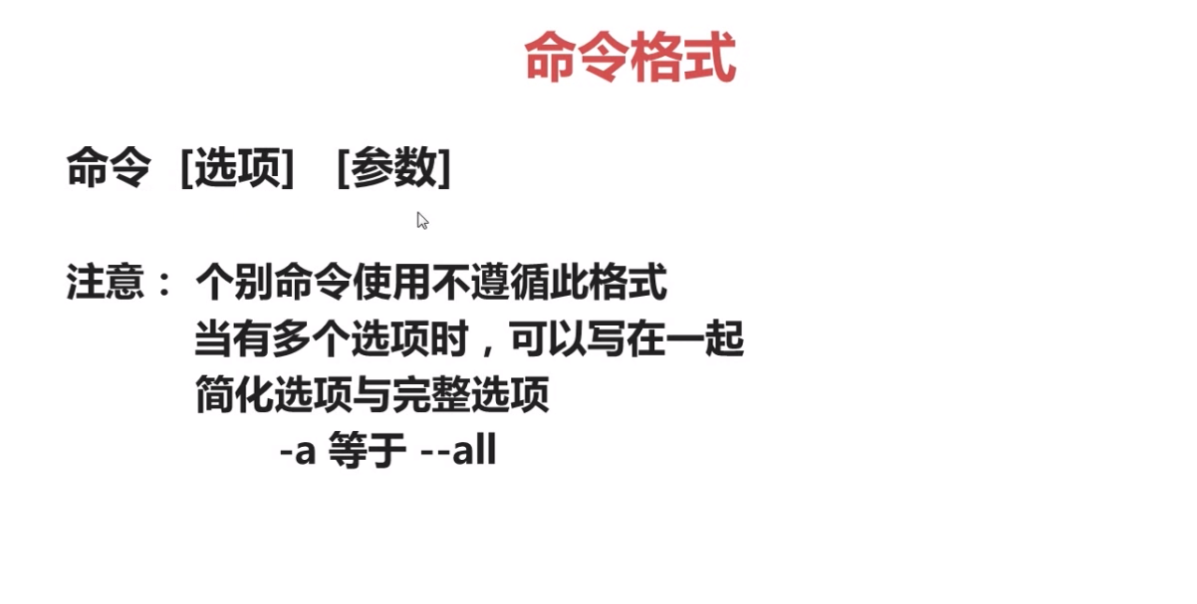 命令格式
命令 [选项] [参数]
注意： 个别命令使用不遵循此格式
当有多个选项时，可以写在一起
简化选项与完整选项
-a 等于 --all